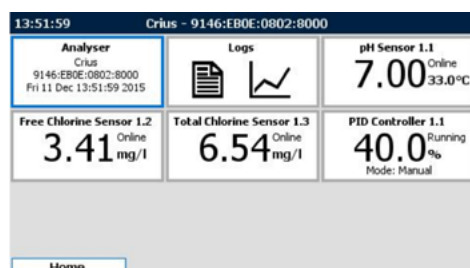 13:51:59 Crius - 9146:EB0E:0802:8000
Analyser
Crius
9146:EB0E:0802:8000
Fri 11 Dec 13:51:59 2015
Logs
pH Sensor 1.1
7.00 Online
33.0°C
Free Chlorine Sensor 1.2
3.41 Online
mg/l
Total Chlorine Sensor 1.3
6.54 Online
mg/l
PID Controller 1.1
40.0 Running
%
Mode: Manual
Home